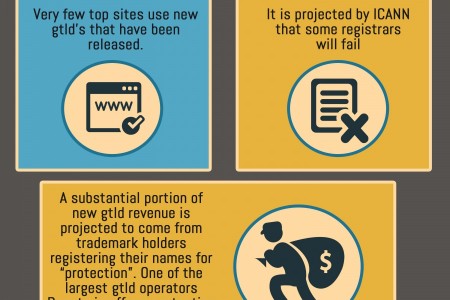 Very few top sites use new
gtld's that have been
released.
www
It is projected by ICANN
that some registrars
will fail
A substantial portion of
new gtld revenue is
projected to come from
trademark holders
registering their names for
"protection". One of the
largest gtld operators
$